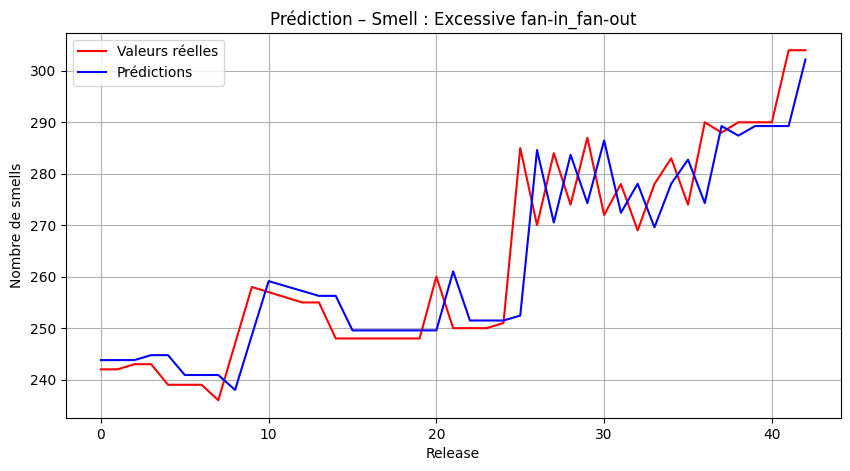 Prédiction – Smell : Excessive fan-in_fan-out
Valeurs réelles
Prédictions
Nombre de smells
300
290
280
270
260
250
240
0
10
20
30
40
Release